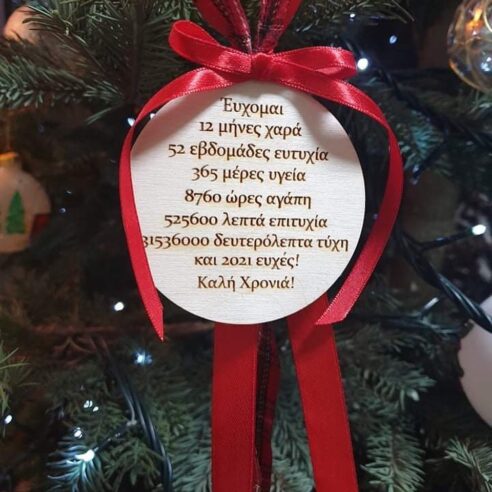 Εύχομαι
12 μήνες χαρά
52 εβδομάδες ευτυχία
365 μέρες υγεία
8760 ώρες αγάπη
525600 λεπτά επιτυχία
31536000 δευτερόλεπτα τύχη
και 2021 ευχές!
Καλή Χρονιά!